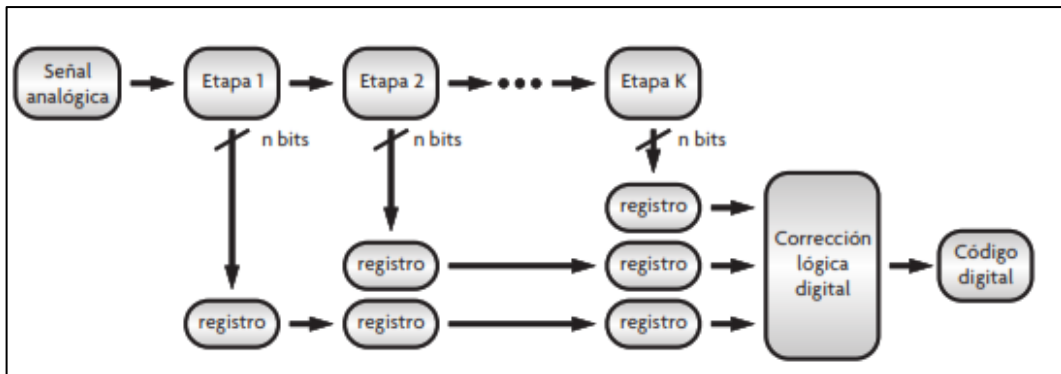 Señal
analógica
Etapa 1
Etapa 2
Etapa K
n bits
n bits
n bits
registro
registro
registro
registro
registro
registro
Corrección
lógica
digital
Código
digital